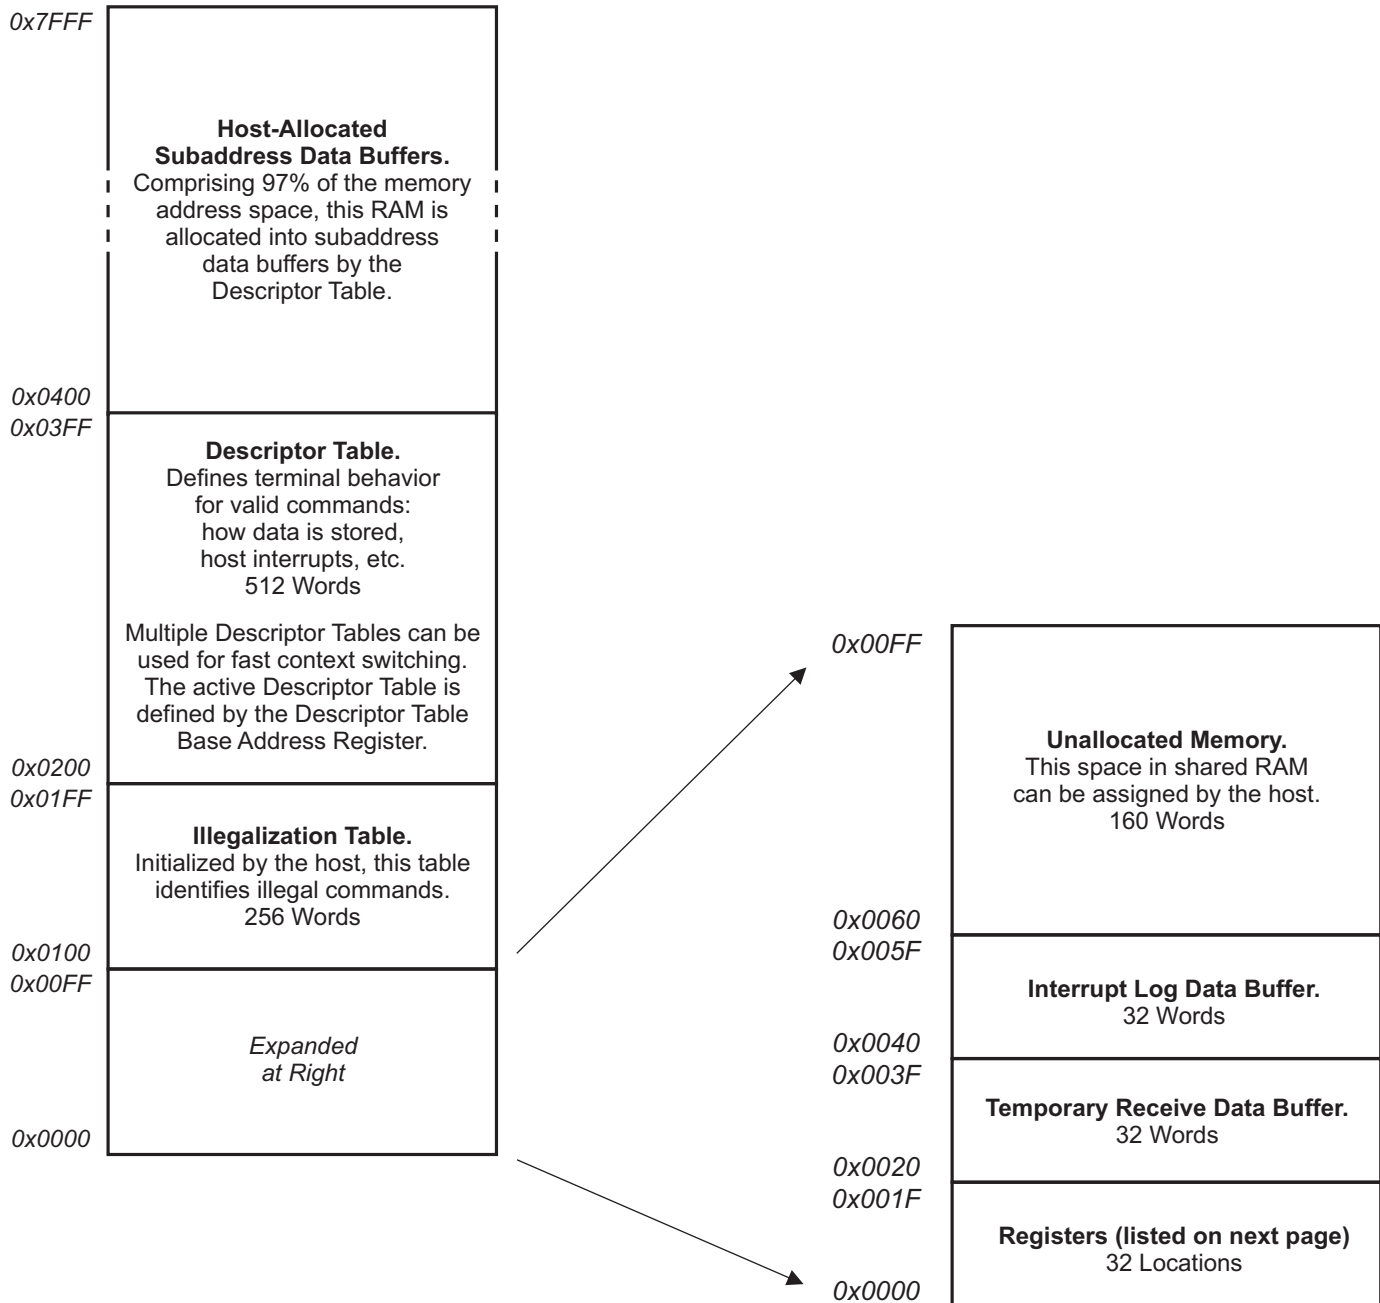 0x7FFF
Host-Allocated
Subaddress Data Buffers.
Comprising 97% of the memory
address space, this RAM is
allocated into subaddress
data buffers by the
Descriptor Table.
0x0400
0x03FF
Descriptor Table.
Defines terminal behavior
for valid commands:
how data is stored,
host interrupts, etc.
512 Words
Multiple Descriptor Tables can be
used for fast context switching.
The active Descriptor Table is
defined by the Descriptor Table
Base Address Register.
0x0200
0x01FF
Illegalization Table.
Initialized by the host, this table
identifies illegal commands.
256 Words
0x0100
0x00FF
Expanded
at Right
0x0000
0x00FF
Unallocated Memory.
This space in shared RAM
can be assigned by the host.
160 Words
0x0060
0x005F
Interrupt Log Data Buffer.
32 Words
0x0040
0x003F
Temporary Receive Data Buffer.
32 Words
0x0020
0x001F
Registers (listed on next page)
32 Locations
0x0000